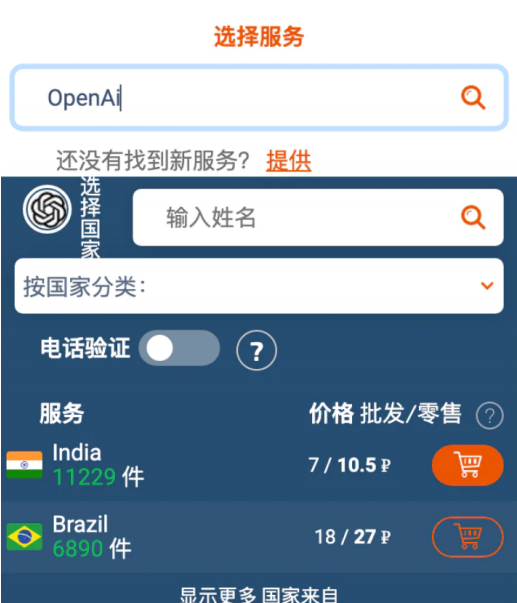 选择服务
OpenAi
还没有找到新服务? 提供
选择国家
输入姓名
按国家分类:
电话验证 ?
服务 价格 批发/零售 ?
India
11229 件
7 / 10.5 ₽
Brazil
6890 件
18 / 27 ₽
显示更多 国家来自